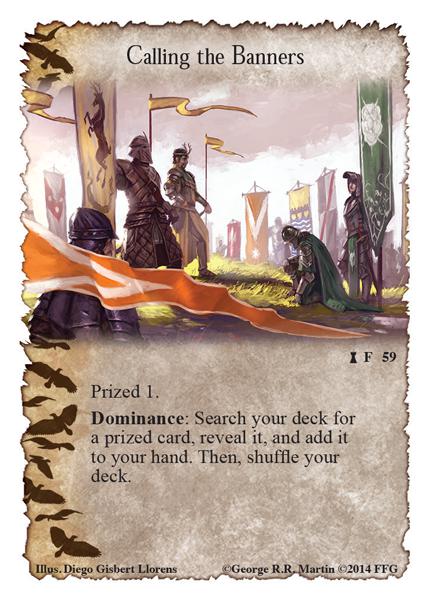 Calling the Banners
F 59
Prized 1.
Dominance: Search your deck for
a prized card, reveal it, and add it
to your hand. Then, shuffle your
deck.
Illus. Diego Gisbert Llorens ©George R.R. Martin ©2014 FFG